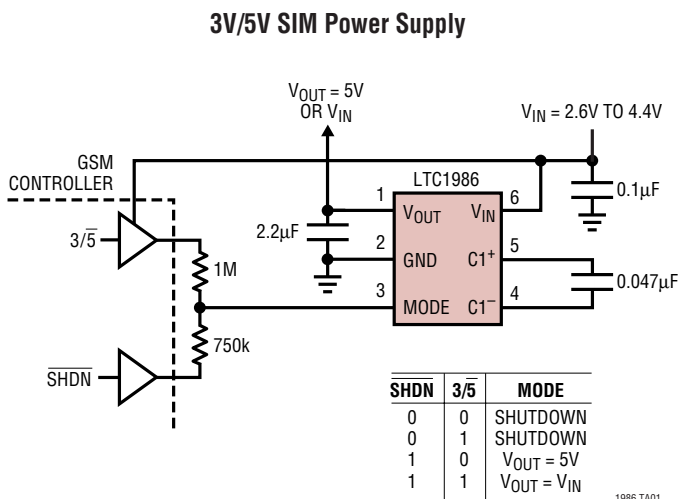 3V/5V SIM Power Supply
V_OUT = 5V
OR V_IN
V_IN = 2.6V TO 4.4V
GSM
CONTROLLER
LTC1986
1
6
0.1µF
V_OUT
V_IN
3/5̅
2.2µF
2
5
GND
C1⁺
1M
3
4
0.047µF
MODE
C1⁻
750k
S̅H̅D̅N̅
S̅H̅D̅N̅ 3/5̅ MODE
0 0 SHUTDOWN
0 1 SHUTDOWN
1 0 V_OUT = 5V
1 1 V_OUT = V_IN
1986 TA01